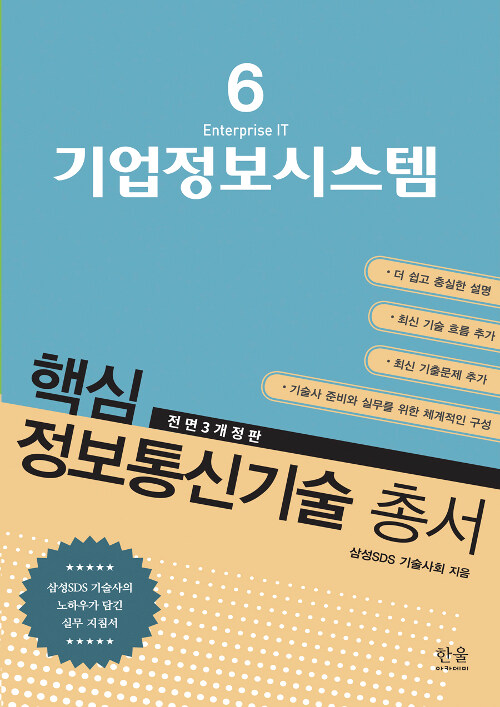 6
Enterprise IT
기업정보시스템
• 더 쉽고 충실한 설명
• 최신 기술 흐름 추가
• 최신 기출문제 추가
• 기술사 준비와 실무를 위한 체계적인 구성
핵심
전면3개정판
정보통신기술 총서
삼성SDS 기술사회 지음
★★★★★
삼성SDS 기술사의
노하우가 담긴
실무 지침서
★★★★★
한울
아카데미